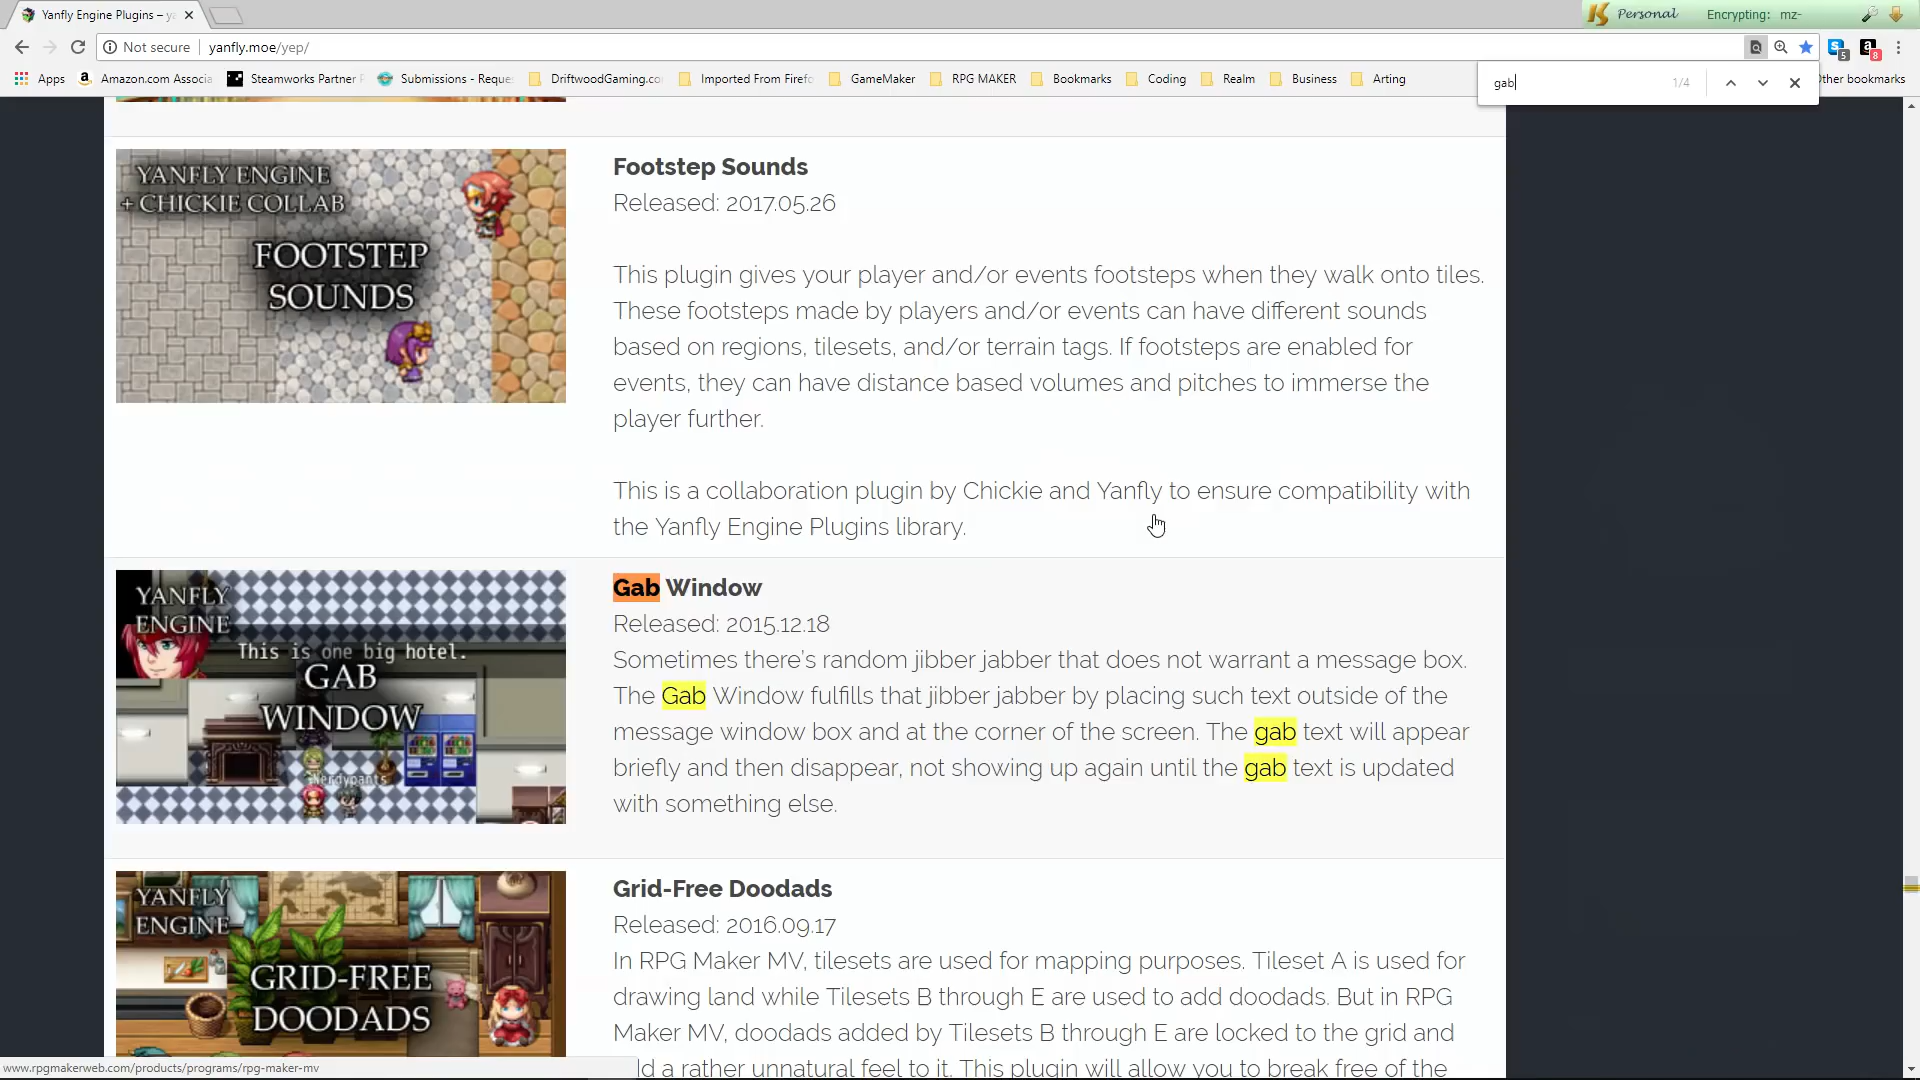 Yanfly Engine Plugins – ya
Personal
Encrypting: mz-
Not secure
yanfly.moe/yep/
Apps
Amazon.com Associa
Steamworks Partner
Submissions - Reque
DriftwoodGaming.co
Imported From Firefo
GameMaker
RPG MAKER
Bookmarks
Coding
Realm
Business
Arting
Other bookmarks
5
8
gab
1/4
YANFLY ENGINE
+ CHICKIE COLLAB
FOOTSTEP
SOUNDS
Footstep Sounds
Released: 2017.05.26
This plugin gives your player and/or events footsteps when they walk onto tiles.
These footsteps made by players and/or events can have different sounds
based on regions, tilesets, and/or terrain tags. If footsteps are enabled for
events, they can have distance based volumes and pitches to immerse the
player further.
This is a collaboration plugin by Chickie and Yanfly to ensure compatibility with
the Yanfly Engine Plugins library.
YANFLY
ENGINE
This is one big hotel.
GAB
WINDOW
Nerdypants
Gab Window
Released: 2015.12.18
Sometimes there's random jibber jabber that does not warrant a message box.
The Gab Window fulfills that jibber jabber by placing such text outside of the
message window box and at the corner of the screen. The gab text will appear
briefly and then disappear, not showing up again until the gab text is updated
with something else.
YANFLY
ENGINE
GRID-FREE
DOODADS
Grid-Free Doodads
Released: 2016.09.17
In RPG Maker MV, tilesets are used for mapping purposes. Tileset A is used for
drawing land while Tilesets B through E are used to add doodads. But in RPG
Maker MV, doodads added by Tilesets B through E are locked to the grid and
a rather unnatural feel to it. This plugin will allow you to break free of the
www.rpgmakerweb.com/products/programs/rpg-maker-mv